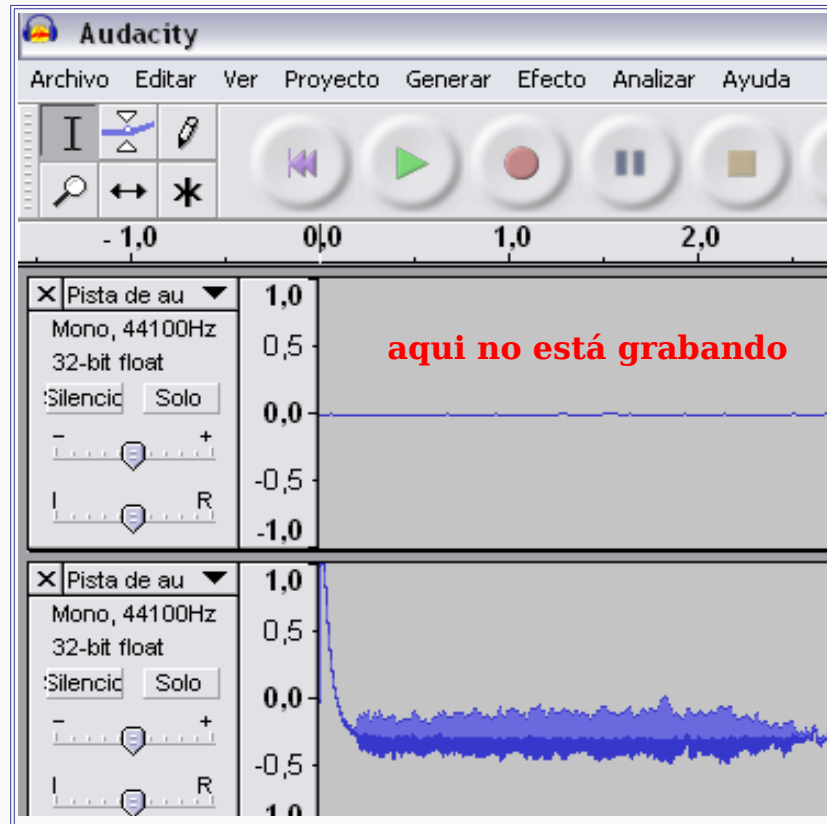 Audacity
Archivo Editar Ver Proyecto Generar Efecto Analizar Ayuda
- 1,0 0,0 1,0 2,0
Pista de au
Mono, 44100Hz
32-bit float
Silencio Solo
- +
I R
1,0
0,5
0,0
-0,5
-1,0
aqui no está grabando
Pista de au
Mono, 44100Hz
32-bit float
Silencio Solo
- +
I R
1,0
0,5
0,0
-0,5